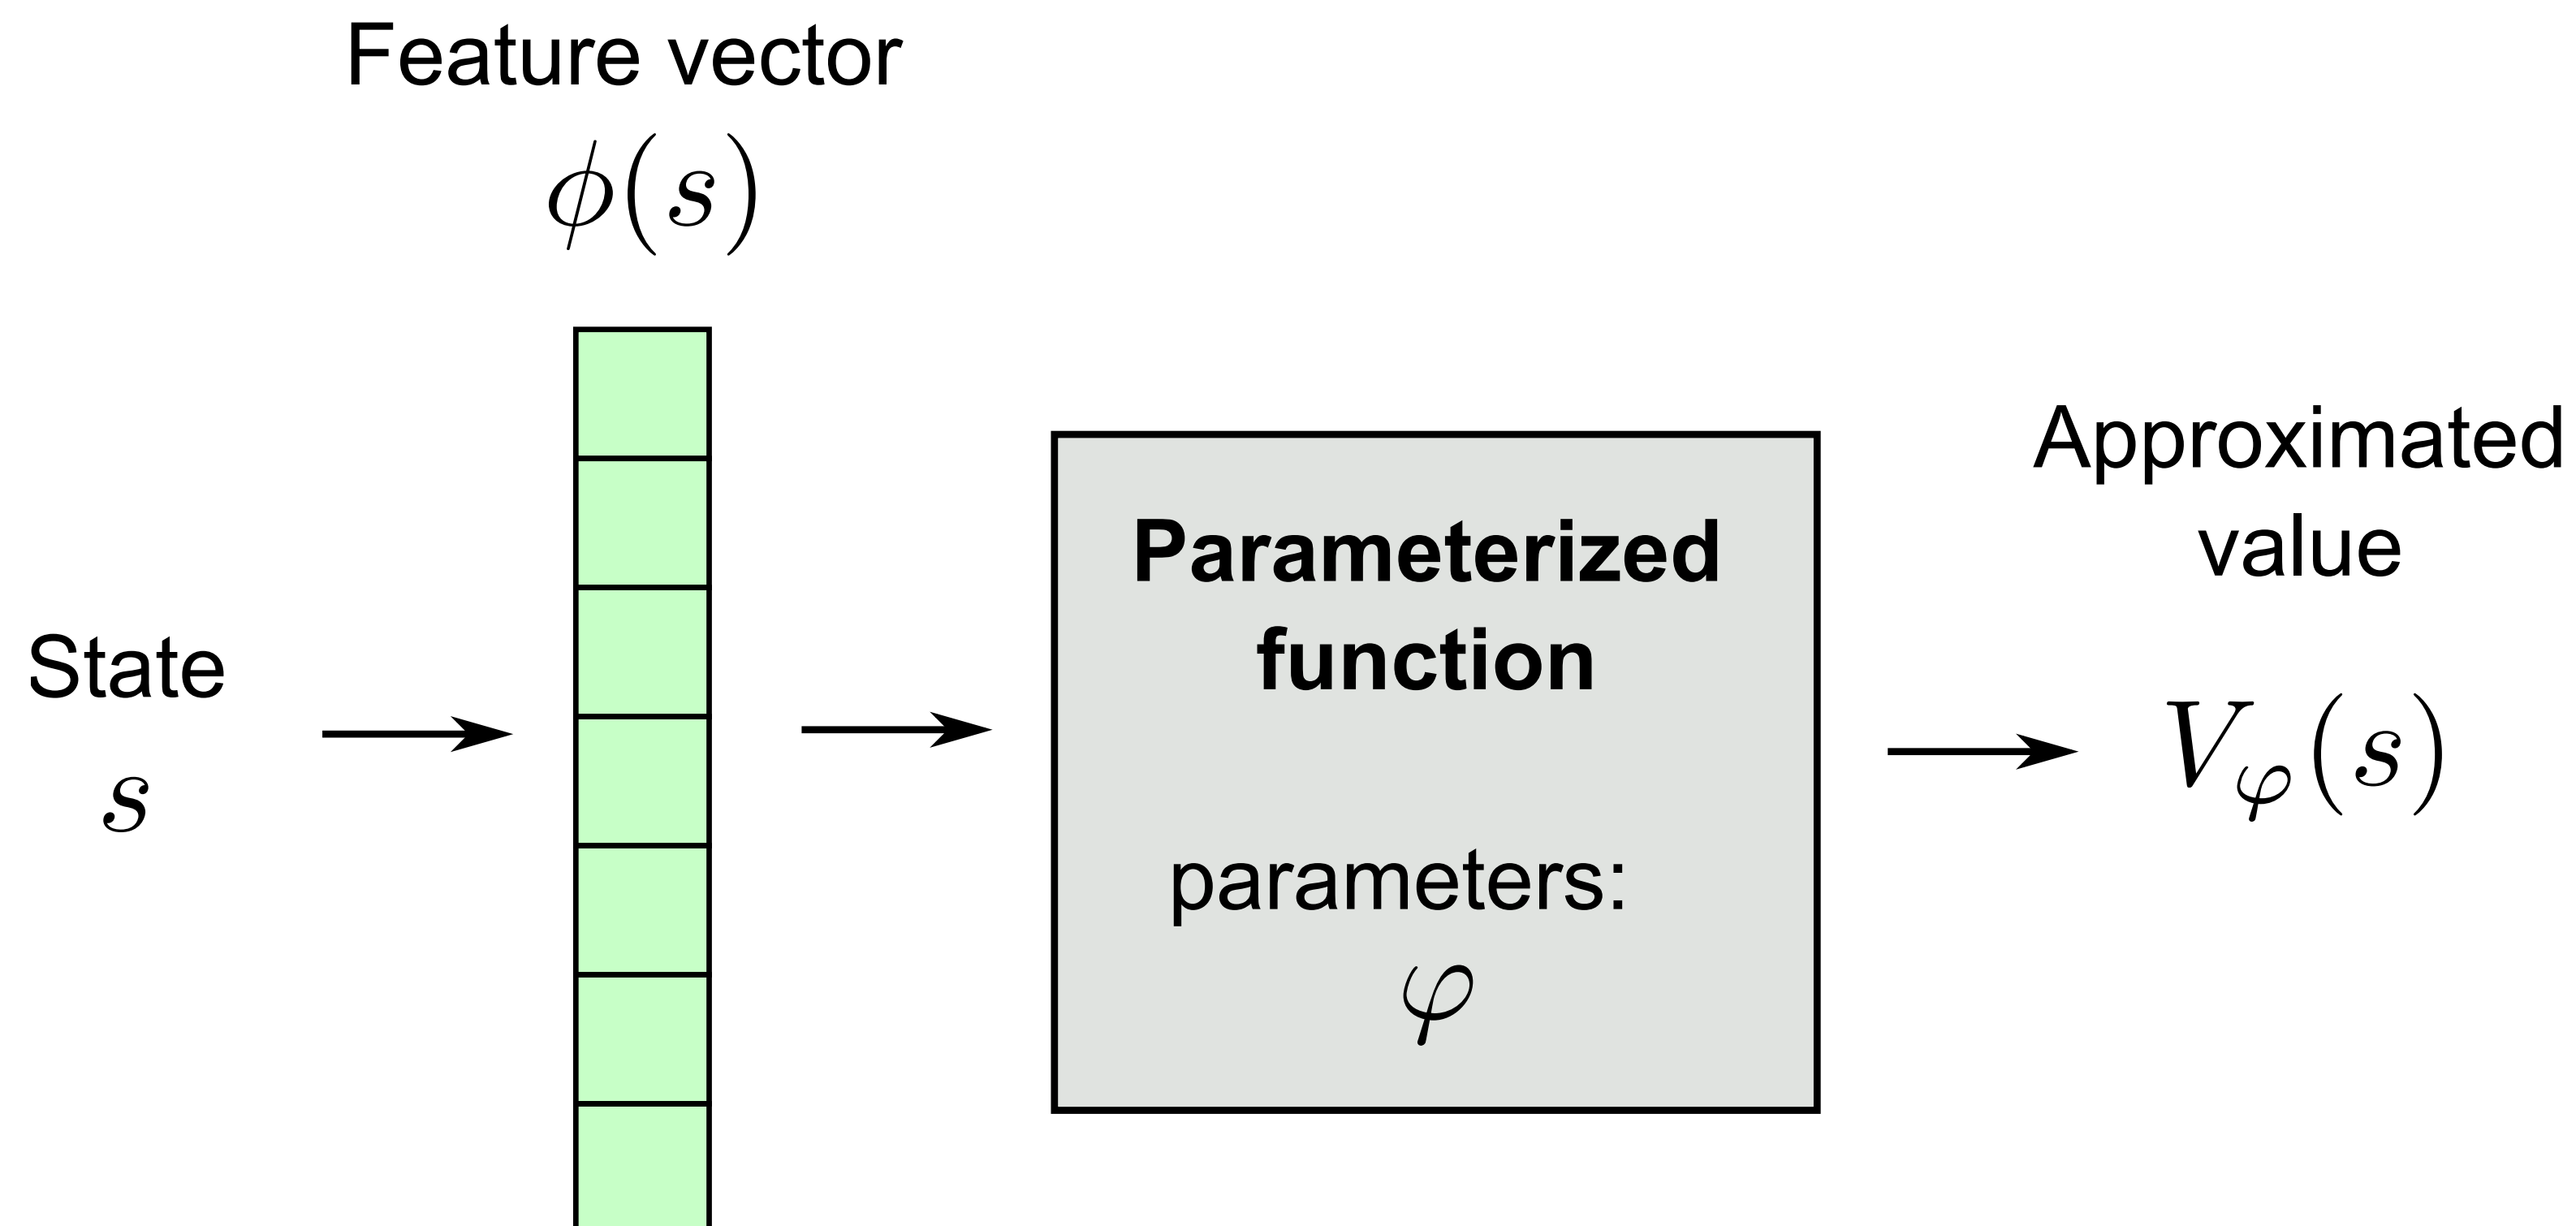 Feature vector
ϕ(s)
State
s
Parameterized
function
parameters:
φ
Approximated
value
V_φ(s)